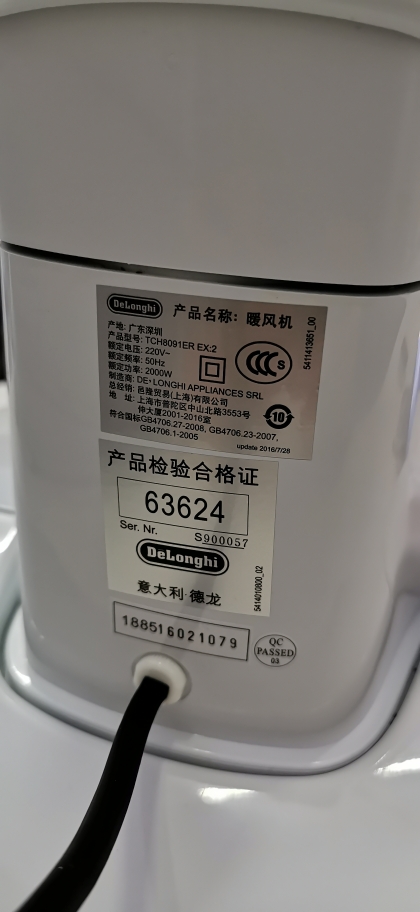 DeLonghi
产品名称: 暖风机
产地: 广东深圳
产品型号: TCH8091ER EX:2
额定电压: 220V~
额定频率: 50Hz
额定功率: 2000W
制造商: DE'LONGHI APPLIANCES SRL
总经销: 邑隆贸易(上海)有限公司
地 址: 上海市普陀区中山北路3553号
伸大厦2001-2016室
符合国标GB4706.27-2008, GB4706.23-2007,
GB4706.1-2005
update 2016/7/28
CCC S
10
5411413651_00
产品检验合格证
63624
Ser. Nr.
S900057
DeLonghi
意大利·德龙
5414010800_02
188516021079
QC
PASSED
03